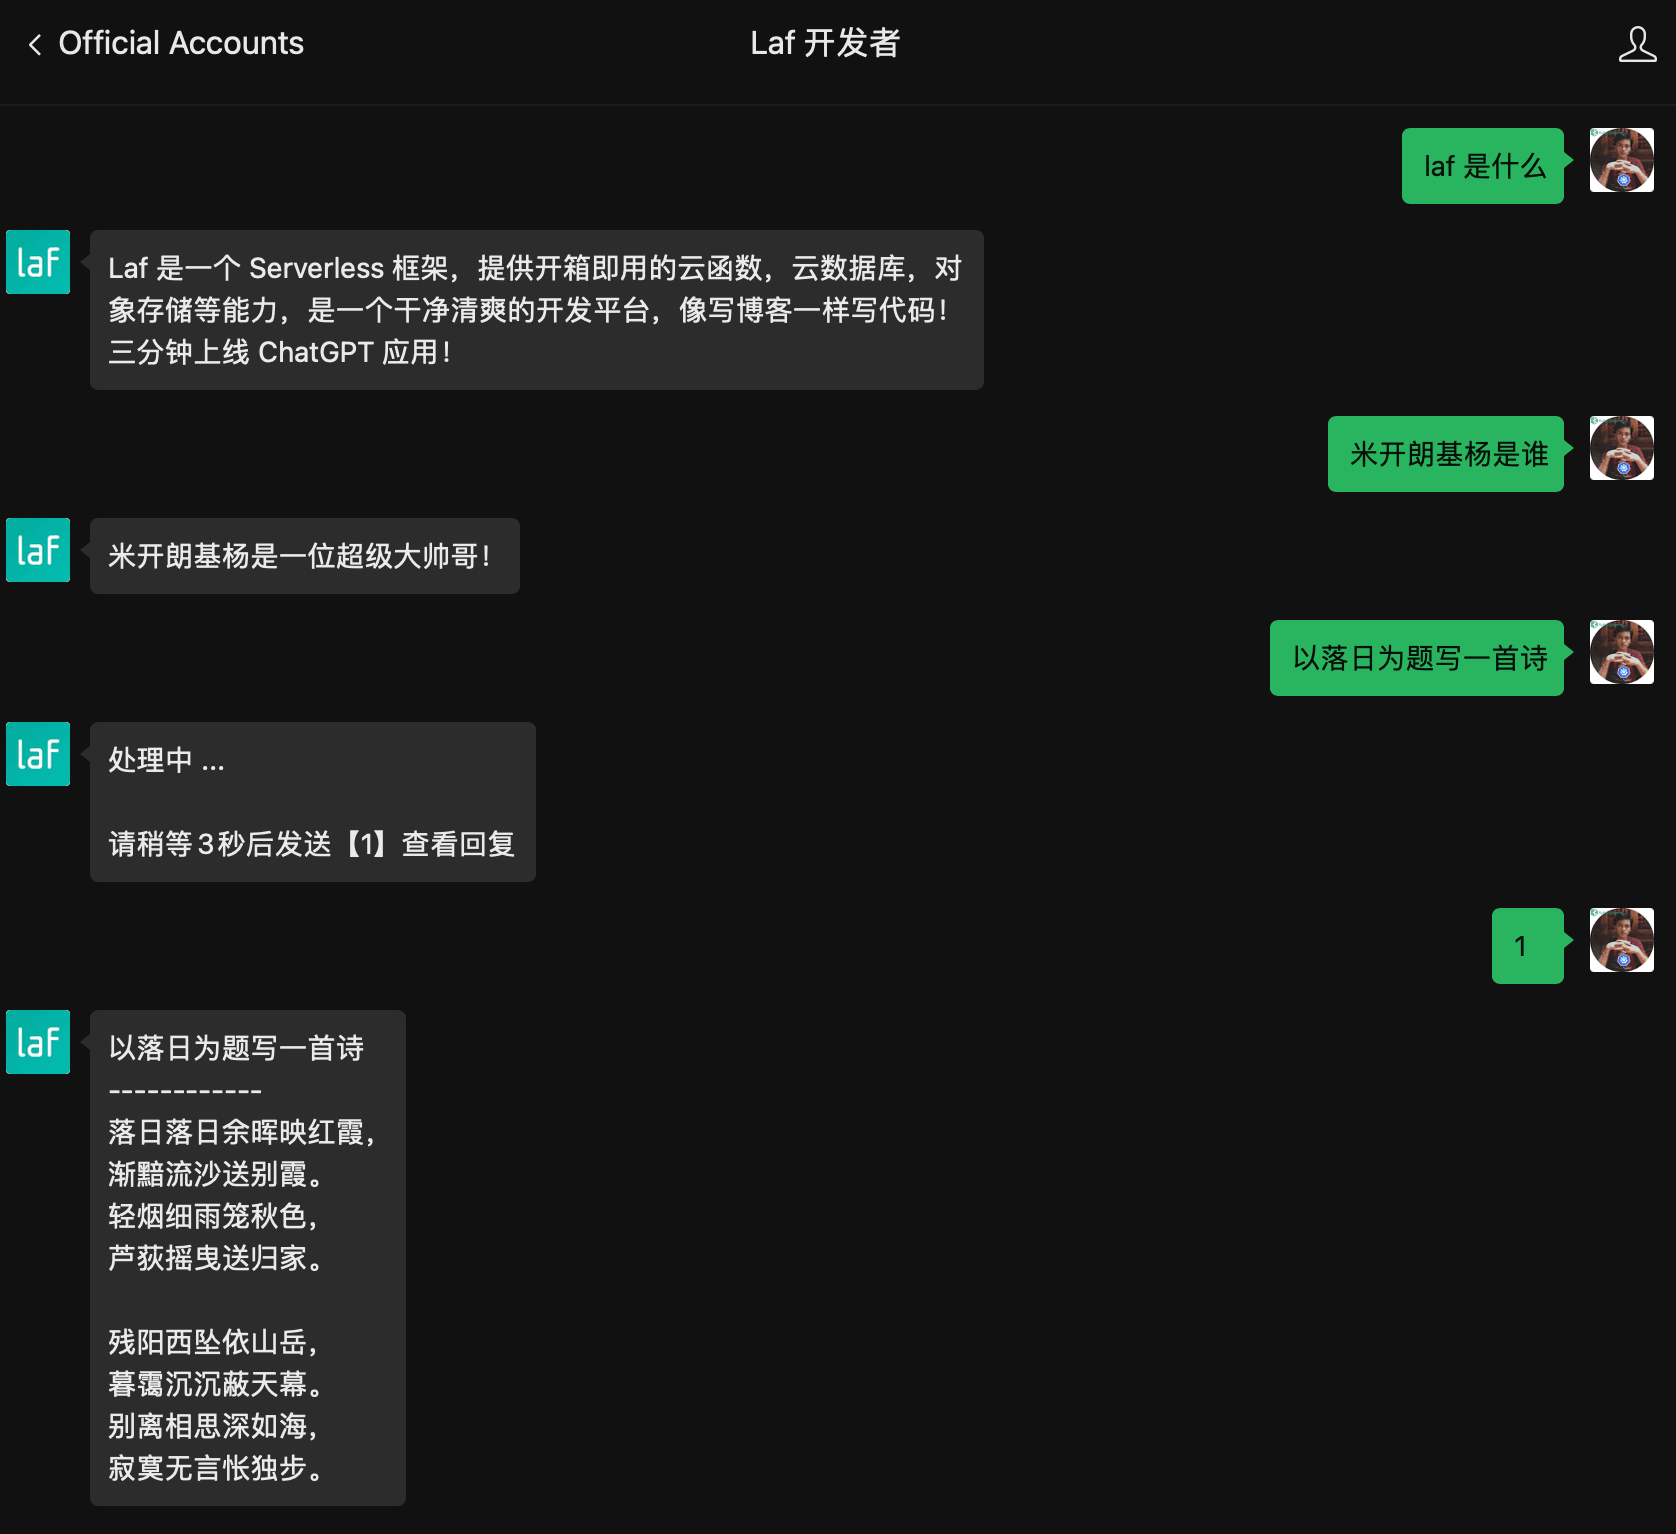 Official Accounts
Laf 开发者
laf 是什么
laf
Laf 是一个 Serverless 框架，提供开箱即用的云函数，云数据库，对
象存储等能力，是一个干净清爽的开发平台，像写博客一样写代码！
三分钟上线 ChatGPT 应用！
米开朗基杨是谁
laf
米开朗基杨是一位超级大帅哥！
以落日为题写一首诗
laf
处理中 ...
请稍等3秒后发送【1】查看回复
1
laf
以落日为题写一首诗
------------
落日落日余晖映红霞，
渐黯流沙送别霞。
轻烟细雨笼秋色，
芦荻摇曳送归家。
残阳西坠依山岳，
暮霭沉沉蔽天幕。
别离相思深如海，
寂寞无言怅独步。